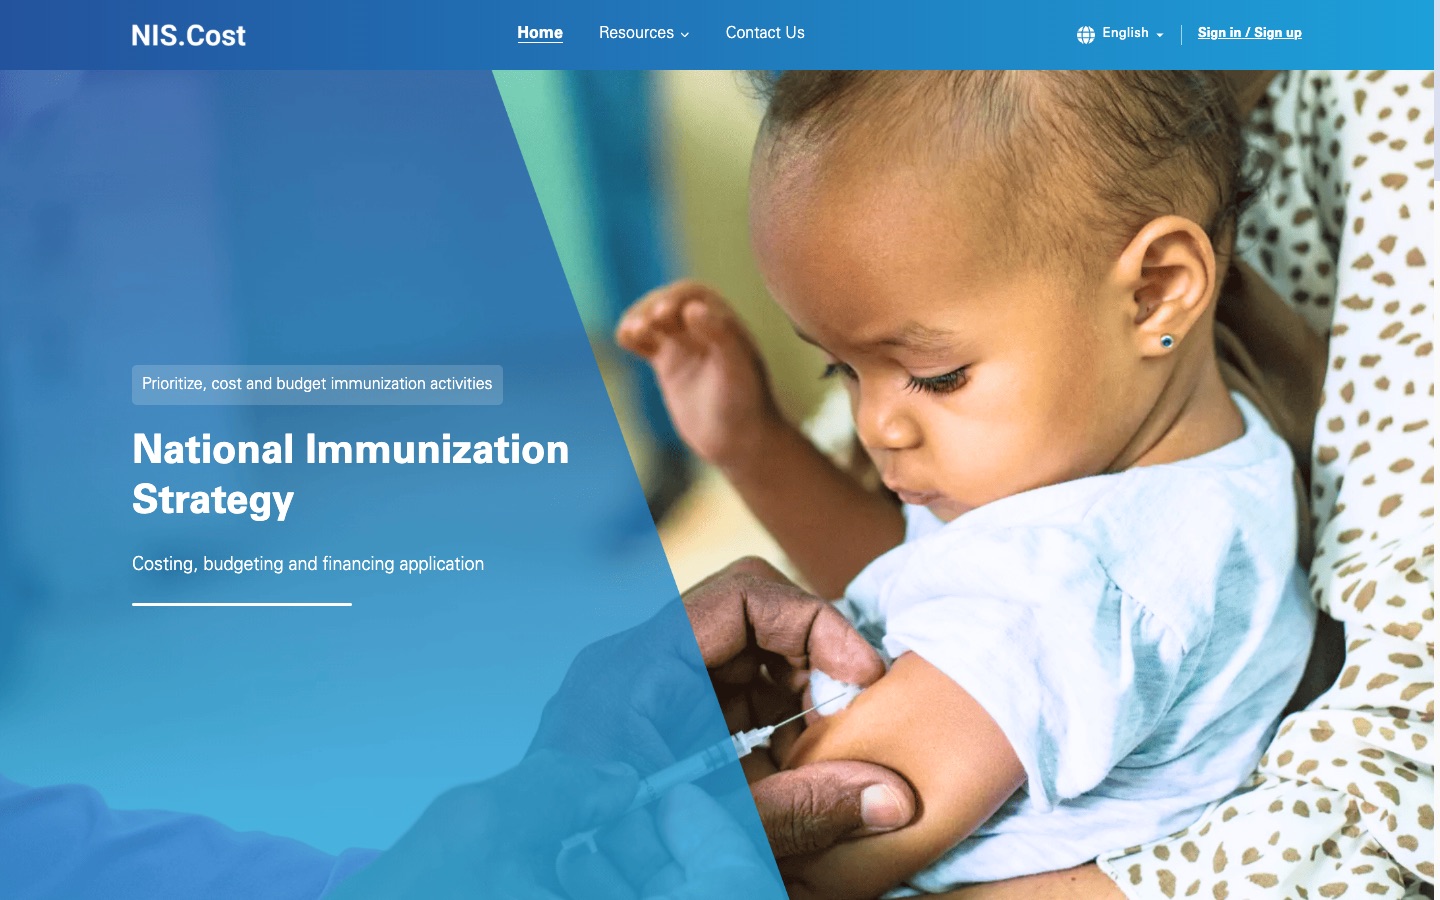 NIS.Cost
Home
Resources
Contact Us
English
Sign in / Sign up
Prioritize, cost and budget immunization activities
National Immunization
Strategy
Costing, budgeting and financing application